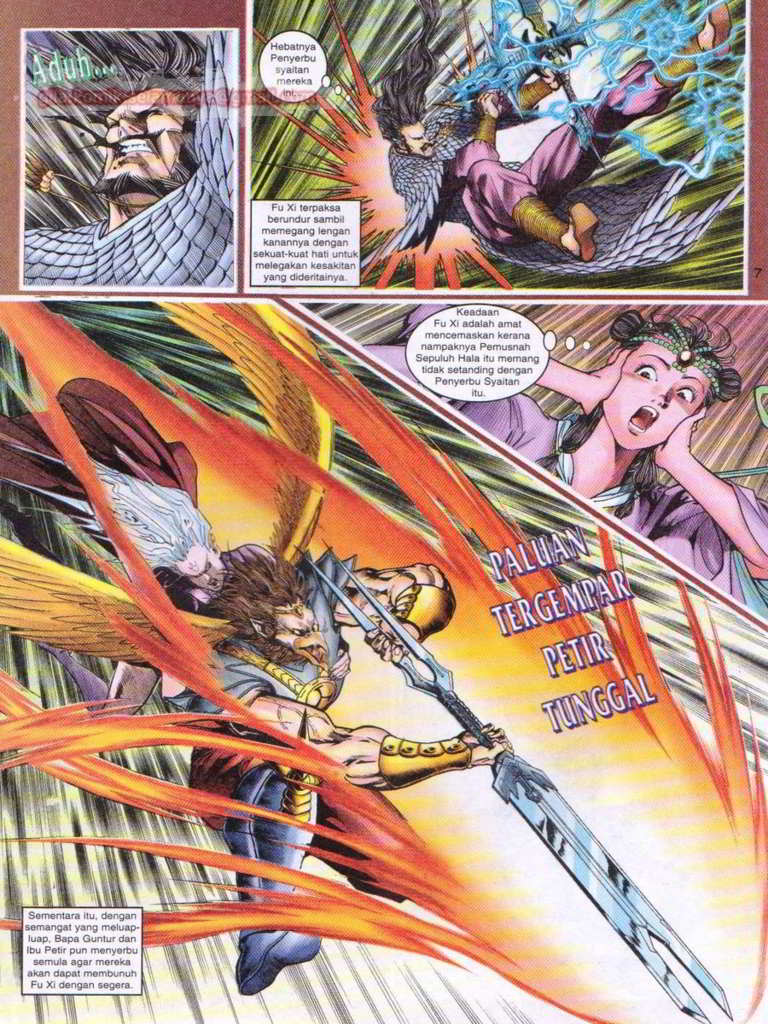 Aduh...
Hebatnya
Penyerbu
syaitan
mereka
ini.
Fu Xi terpaksa
berundur sambil
memegang lengan
kanannya dengan
sekuat-kuat hati untuk
melegakan kesakitan
yang dideritainya.
7
Keadaan
Fu Xi adalah amat
mencemaskan kerana
nampaknya Pemusnah
Sepuluh Hala itu memang
tidak setanding dengan
Penyerbu Syaitan
itu.
PALUAN
TERGEMPAR
PETIR
TUNGGAL
Sementara itu, dengan
semangat yang meluap-
luap, Bapa Guntur dan
Ibu Petir pun menyerbu
semula agar mereka
akan dapat membunuh
Fu Xi dengan segera.